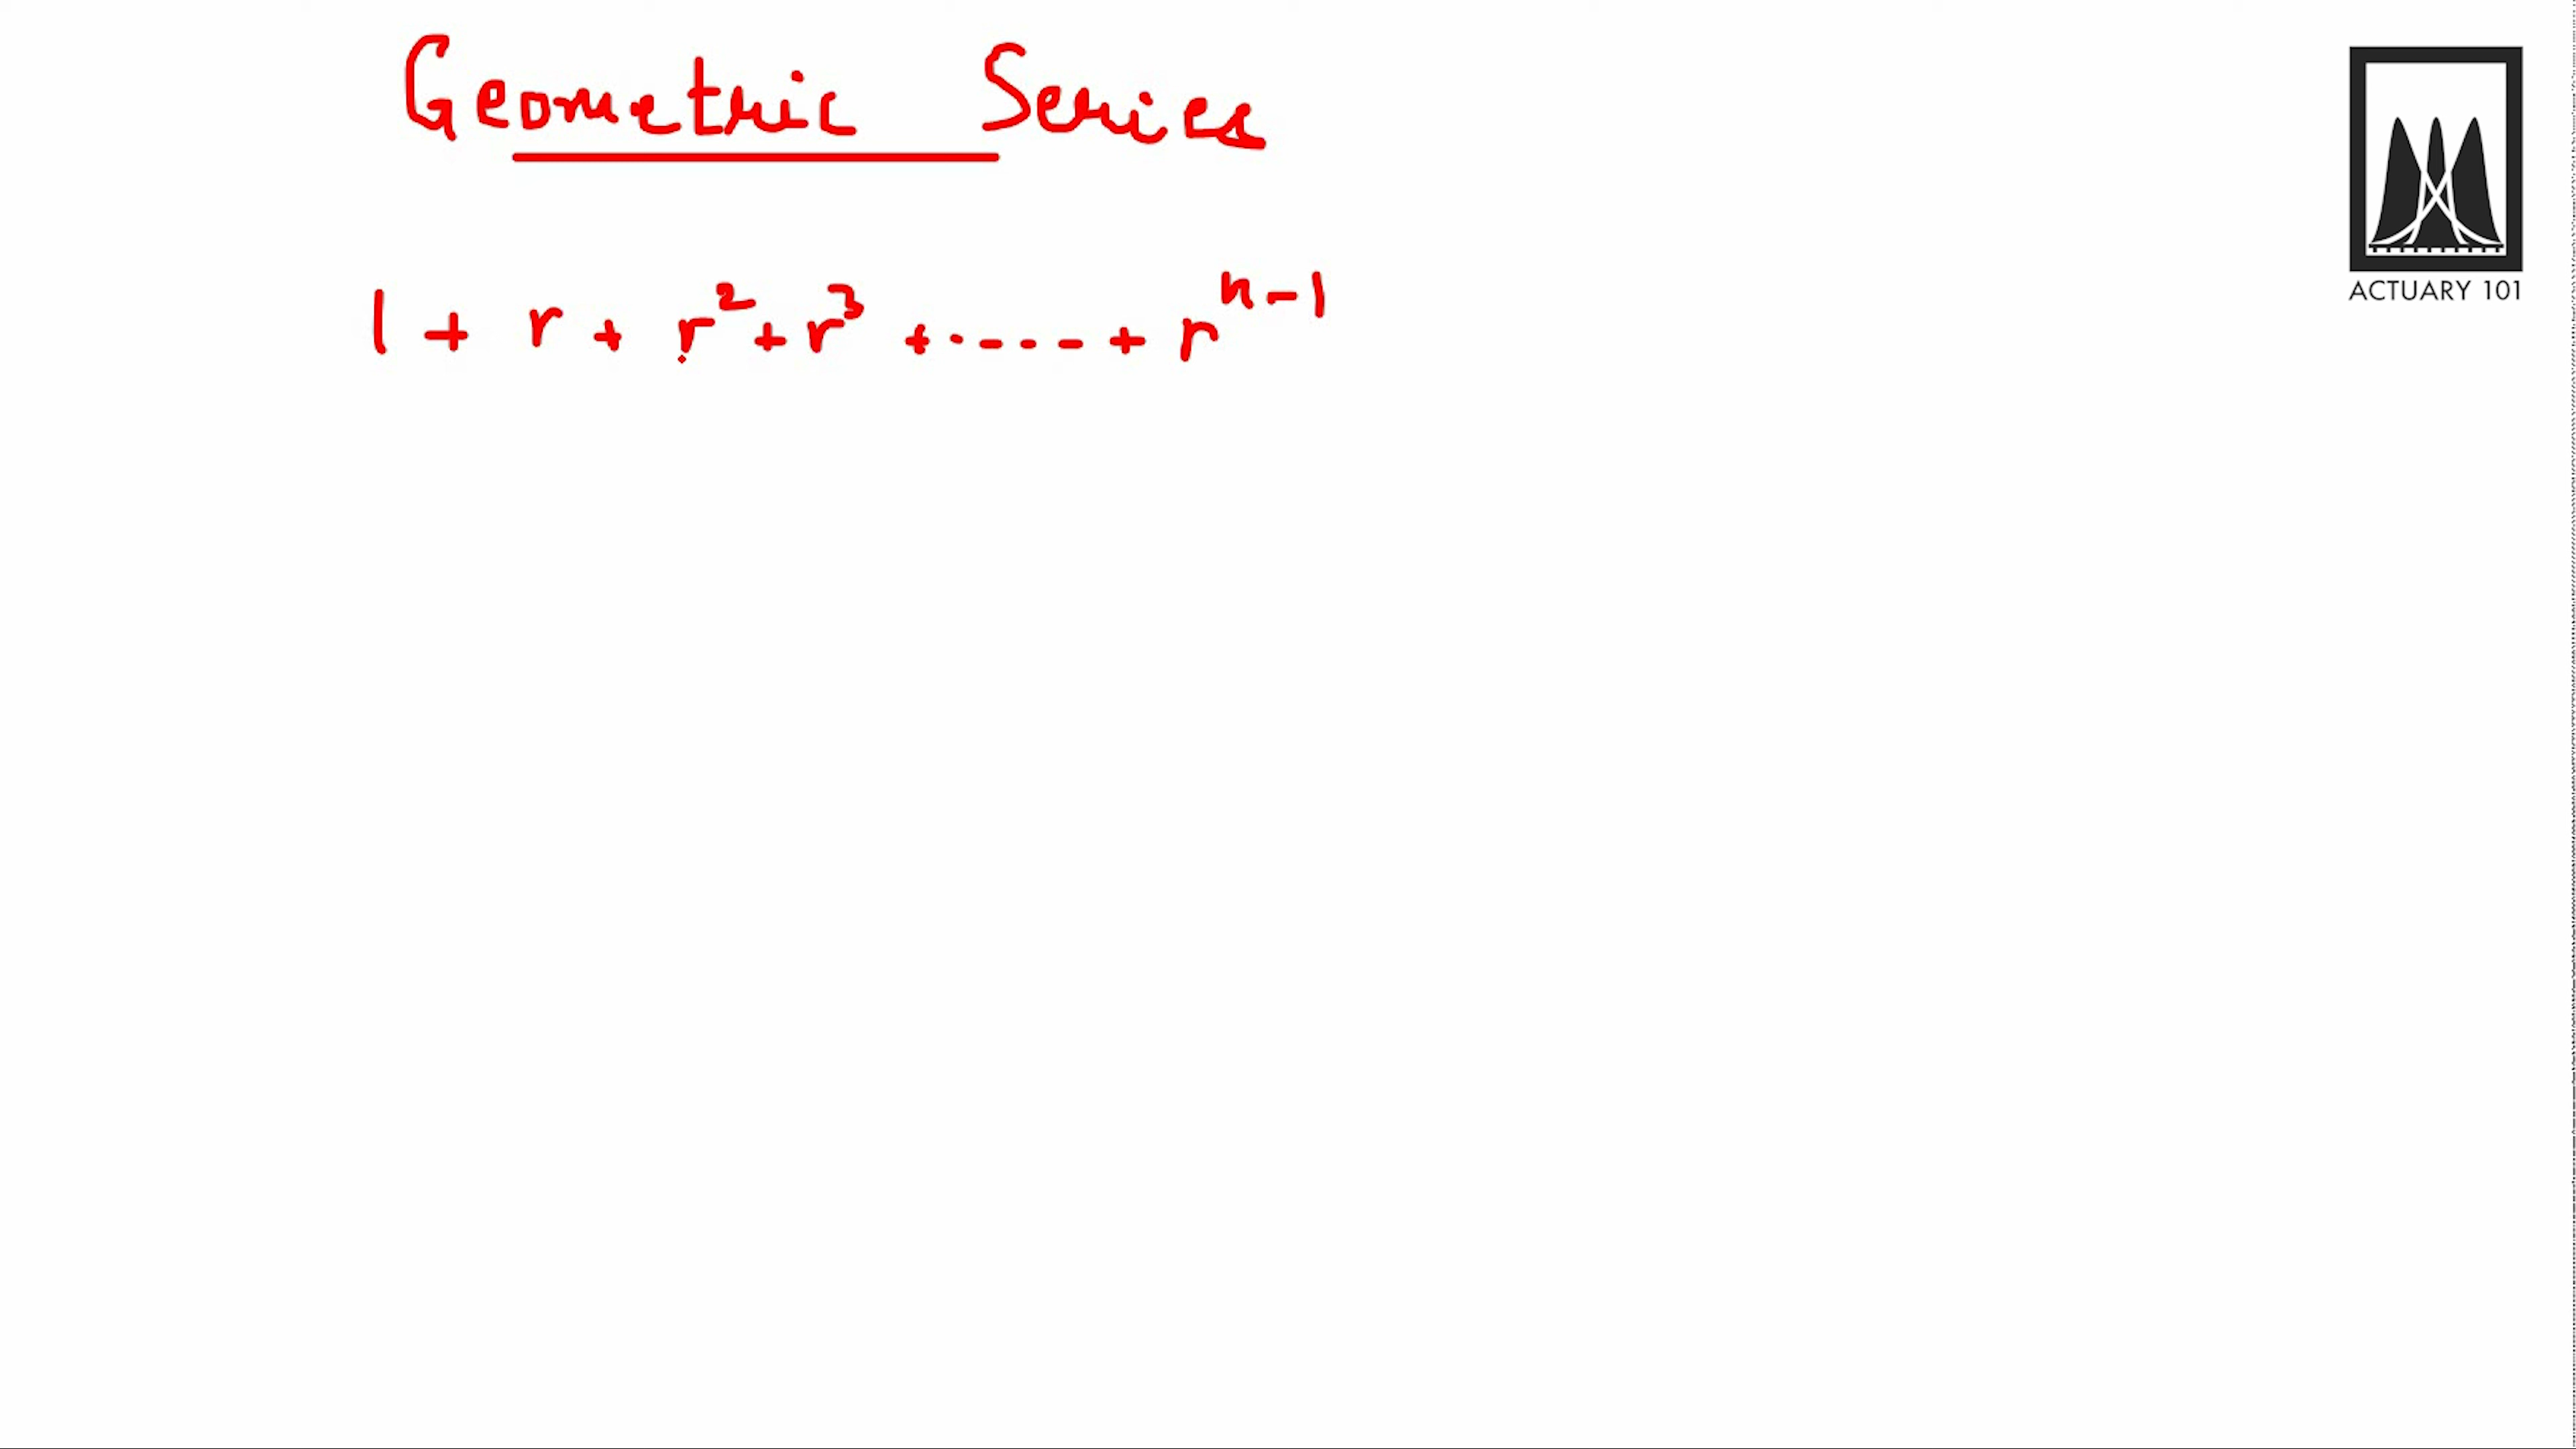 Geometric Series
1 + r + r² + r³ + ..... + rⁿ⁻¹
ACTUARY 101